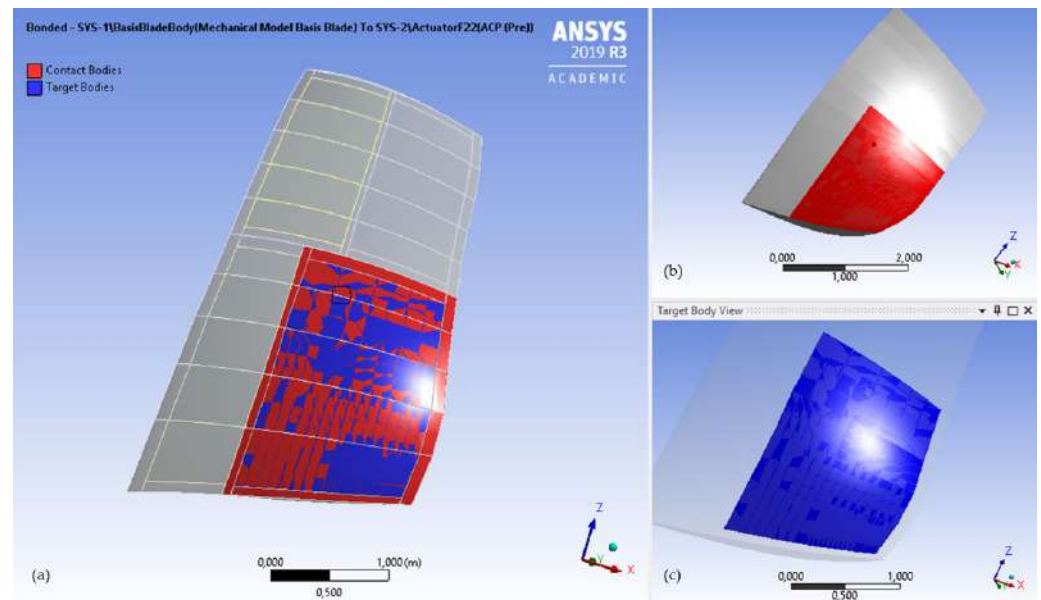 Bonded - SYS-1\BasisBladeBody(Mechanical Model Basis Blade) To SYS-2\ActuatorF22(ACP (Pre))
Contact Bodies
Target Bodies
ANSYS
2019 R3
ACADEMIC
Z
Y
X
0,000
1,000 (m)
0,500
(a)
Z
X
Y
0,000
2,000
1,000
(b)
Target Body View
Z
X
Y
0,000
1,000
0,500
(c)